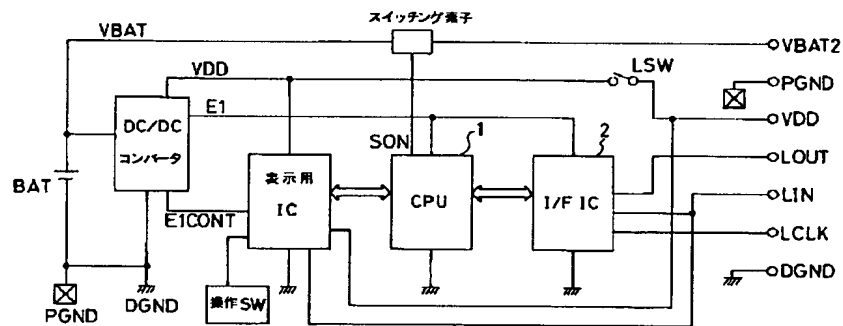 スイッチング素子
VBAT
VBAT2
VDD
LSW
PGND
E1
VDD
DC/DC
コンバータ
SON
1
2
LOUT
BAT
表示用
IC
CPU
I/F IC
LIN
E1CONT
LCLK
操作SW
PGND
DGND
DGND